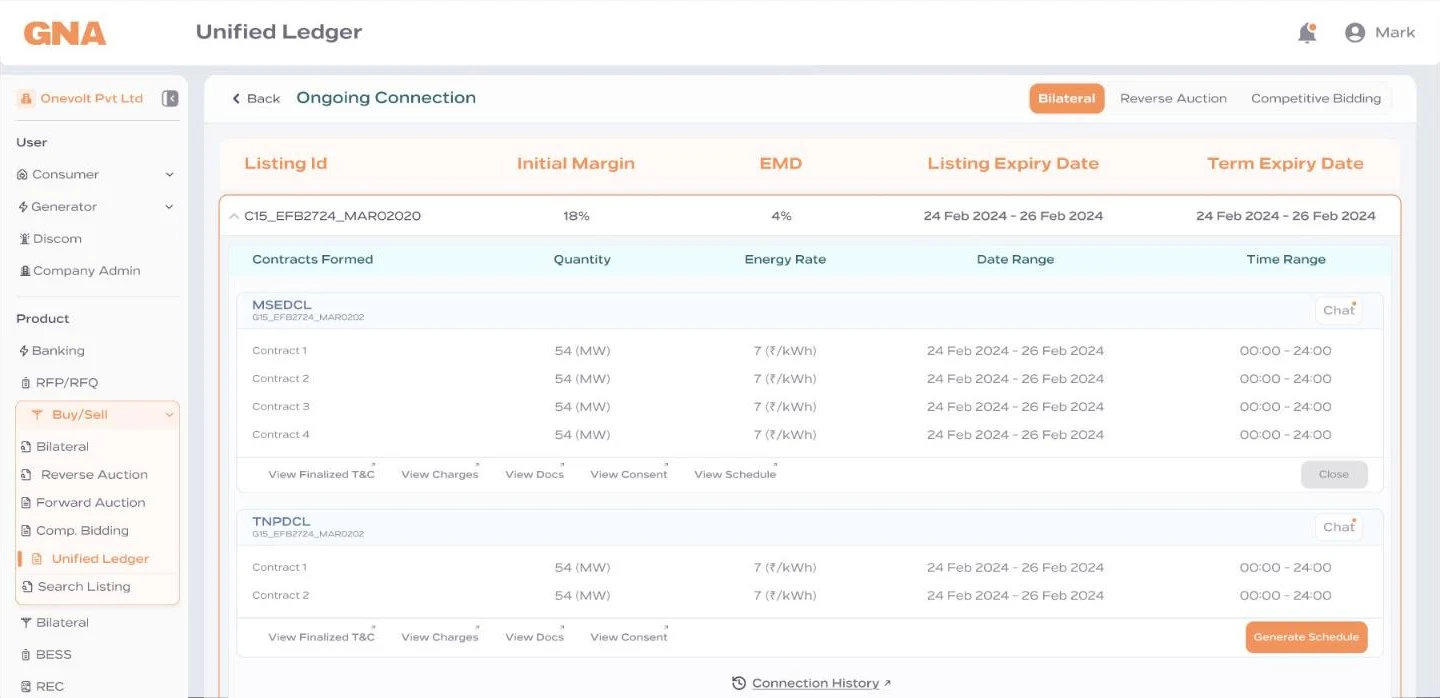 GNA
Unified Ledger
Mark
Onevolt Pvt Ltd
User
Consumer
Generator
Discom
Company Admin
Product
Banking
RFP/RFQ
Buy/Sell
Bilateral
Reverse Auction
Forward Auction
Comp. Bidding
Unified Ledger
Search Listing
Bilateral
BESS
REC
Back Ongoing Connection
Bilateral Reverse Auction Competitive Bidding
Listing Id Initial Margin EMD Listing Expiry Date Term Expiry Date
C15_EFB2724_MAR02020 18% 4% 24 Feb 2024 - 26 Feb 2024 24 Feb 2024 - 26 Feb 2024
Contracts Formed Quantity Energy Rate Date Range Time Range
MSEDCL
G15_EFB2724_MAR0202
Chat
Contract 1 54 (MW) 7 (₹/kWh) 24 Feb 2024 - 26 Feb 2024 00:00 - 24:00
Contract 2 54 (MW) 7 (₹/kWh) 24 Feb 2024 - 26 Feb 2024 00:00 - 24:00
Contract 3 54 (MW) 7 (₹/kWh) 24 Feb 2024 - 26 Feb 2024 00:00 - 24:00
Contract 4 54 (MW) 7 (₹/kWh) 24 Feb 2024 - 26 Feb 2024 00:00 - 24:00
View Finalized T&C View Charges View Docs View Consent View Schedule Close
TNPDCL
G15_EFB2724_MAR0202
Chat
Contract 1 54 (MW) 7 (₹/kWh) 24 Feb 2024 - 26 Feb 2024 00:00 - 24:00
Contract 2 54 (MW) 7 (₹/kWh) 24 Feb 2024 - 26 Feb 2024 00:00 - 24:00
View Finalized T&C View Charges View Docs View Consent Generate Schedule
Connection History